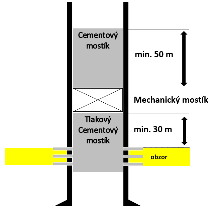 Cementový
mostík
min. 50 m
Mechanický mostík
Tlakový
Cementový
mostík
min. 30 m
obzor